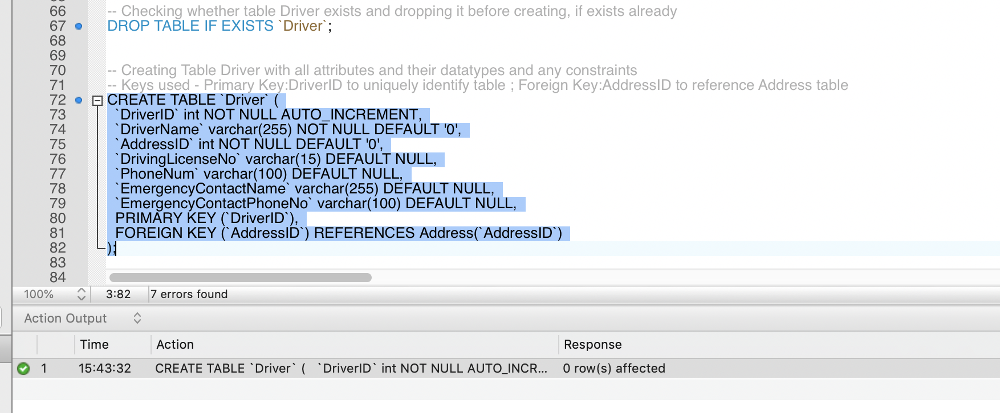 66 -- Checking whether table Driver exists and dropping it before creating, if exists already
67 DROP TABLE IF EXISTS `Driver`;
68
69
70 -- Creating Table Driver with all attributes and their datatypes and any constraints
71 -- Keys used - Primary Key:DriverID to uniquely identify table ; Foreign Key:AddressID to reference Address table
72 CREATE TABLE `Driver` (
73 `DriverID` int NOT NULL AUTO_INCREMENT,
74 `DriverName` varchar(255) NOT NULL DEFAULT '0',
75 `AddressID` int NOT NULL DEFAULT '0',
76 `DrivingLicenseNo` varchar(15) DEFAULT NULL,
77 `PhoneNum` varchar(100) DEFAULT NULL,
78 `EmergencyContactName` varchar(255) DEFAULT NULL,
79 `EmergencyContactPhoneNo` varchar(100) DEFAULT NULL,
80 PRIMARY KEY (`DriverID`),
81 FOREIGN KEY (`AddressID`) REFERENCES Address(`AddressID`)
82 );
83
84
100% 3:82 7 errors found
Action Output
Time Action Response
1 15:43:32 CREATE TABLE `Driver` ( `DriverID` int NOT NULL AUTO_INCR... 0 row(s) affected